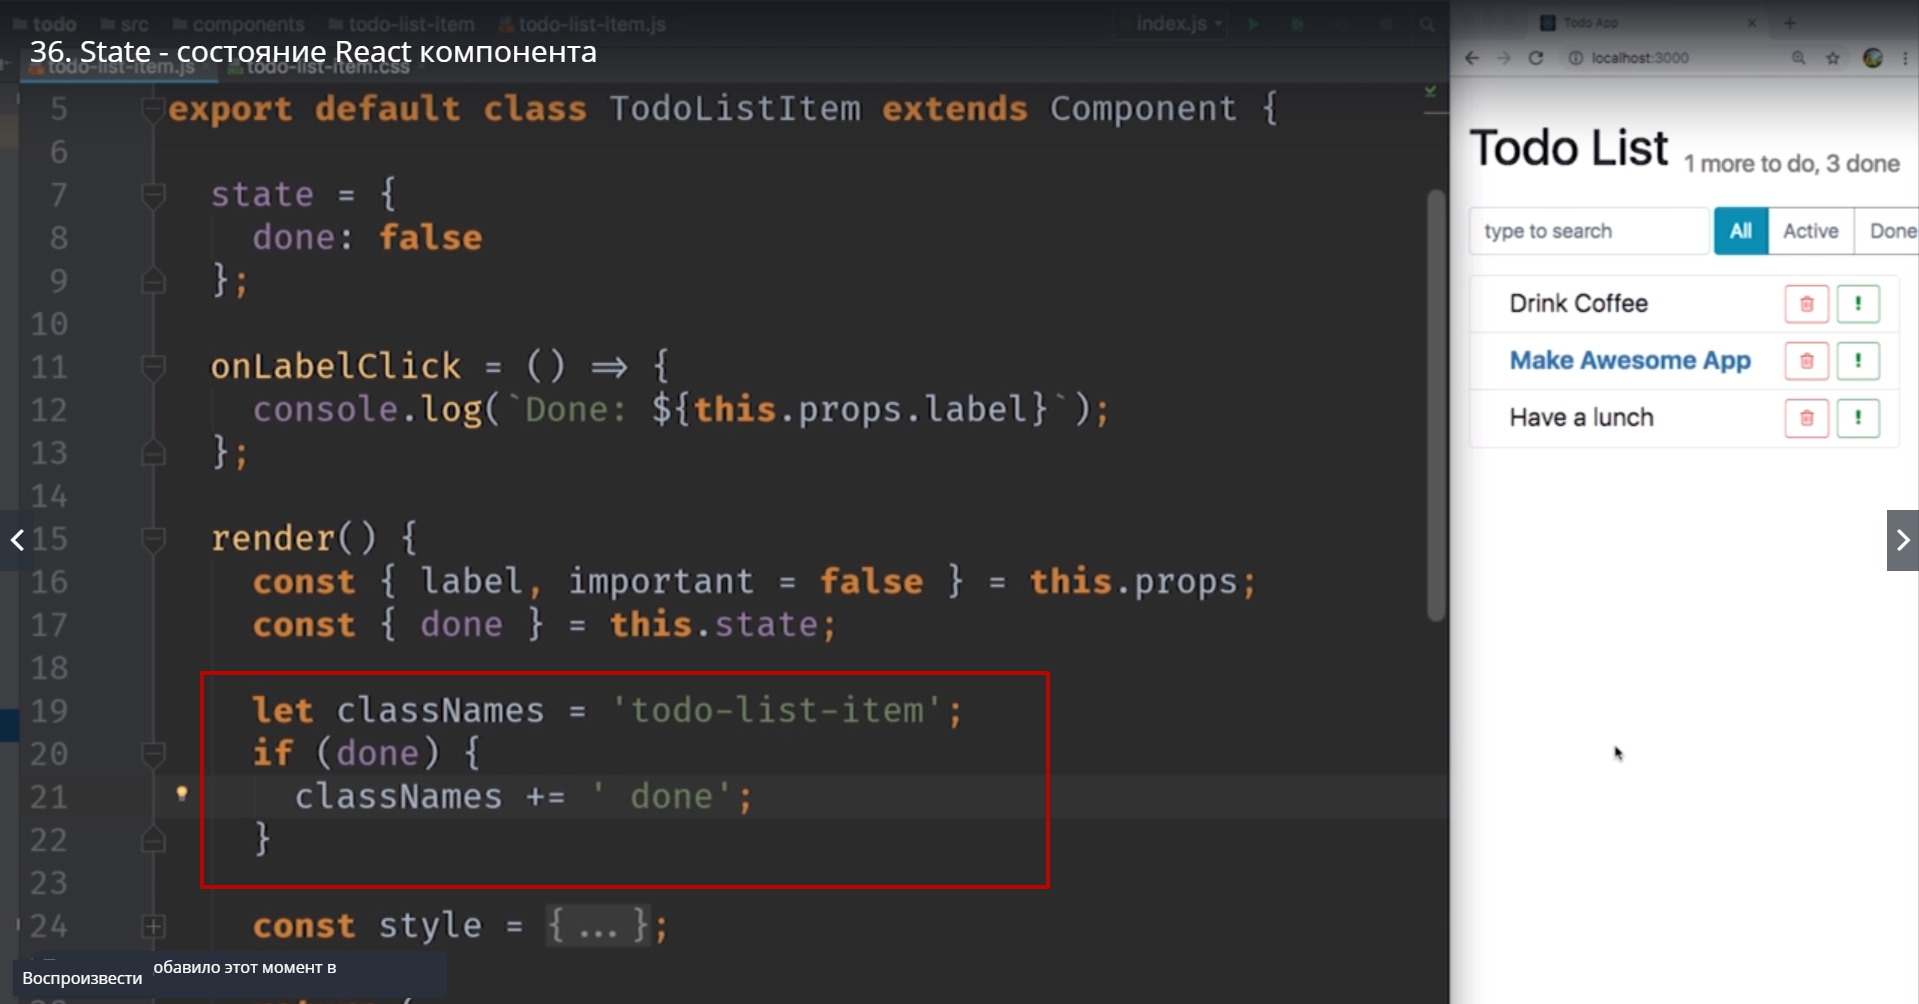 todo src components todo-list-item todo-list-item.js index.js
36. State - состояние React компонента
todo-list-item.js todo-list-item.css
5 export default class TodoListItem extends Component {
6
7 state = {
8 done: false
9 };
10
11 onLabelClick = () => {
12 console.log(`Done: ${this.props.label}`);
13 };
14
15 render() {
16 const { label, important = false } = this.props;
17 const { done } = this.state;
18
19 let classNames = 'todo-list-item';
20 if (done) {
21 classNames += ' done';
22 }
23
24 const style = {...};
Воспроизвести
обавило этот момент в
Todo App
localhost:3000
Todo List 1 more to do, 3 done
type to search All Active Done
Drink Coffee
Make Awesome App
Have a lunch